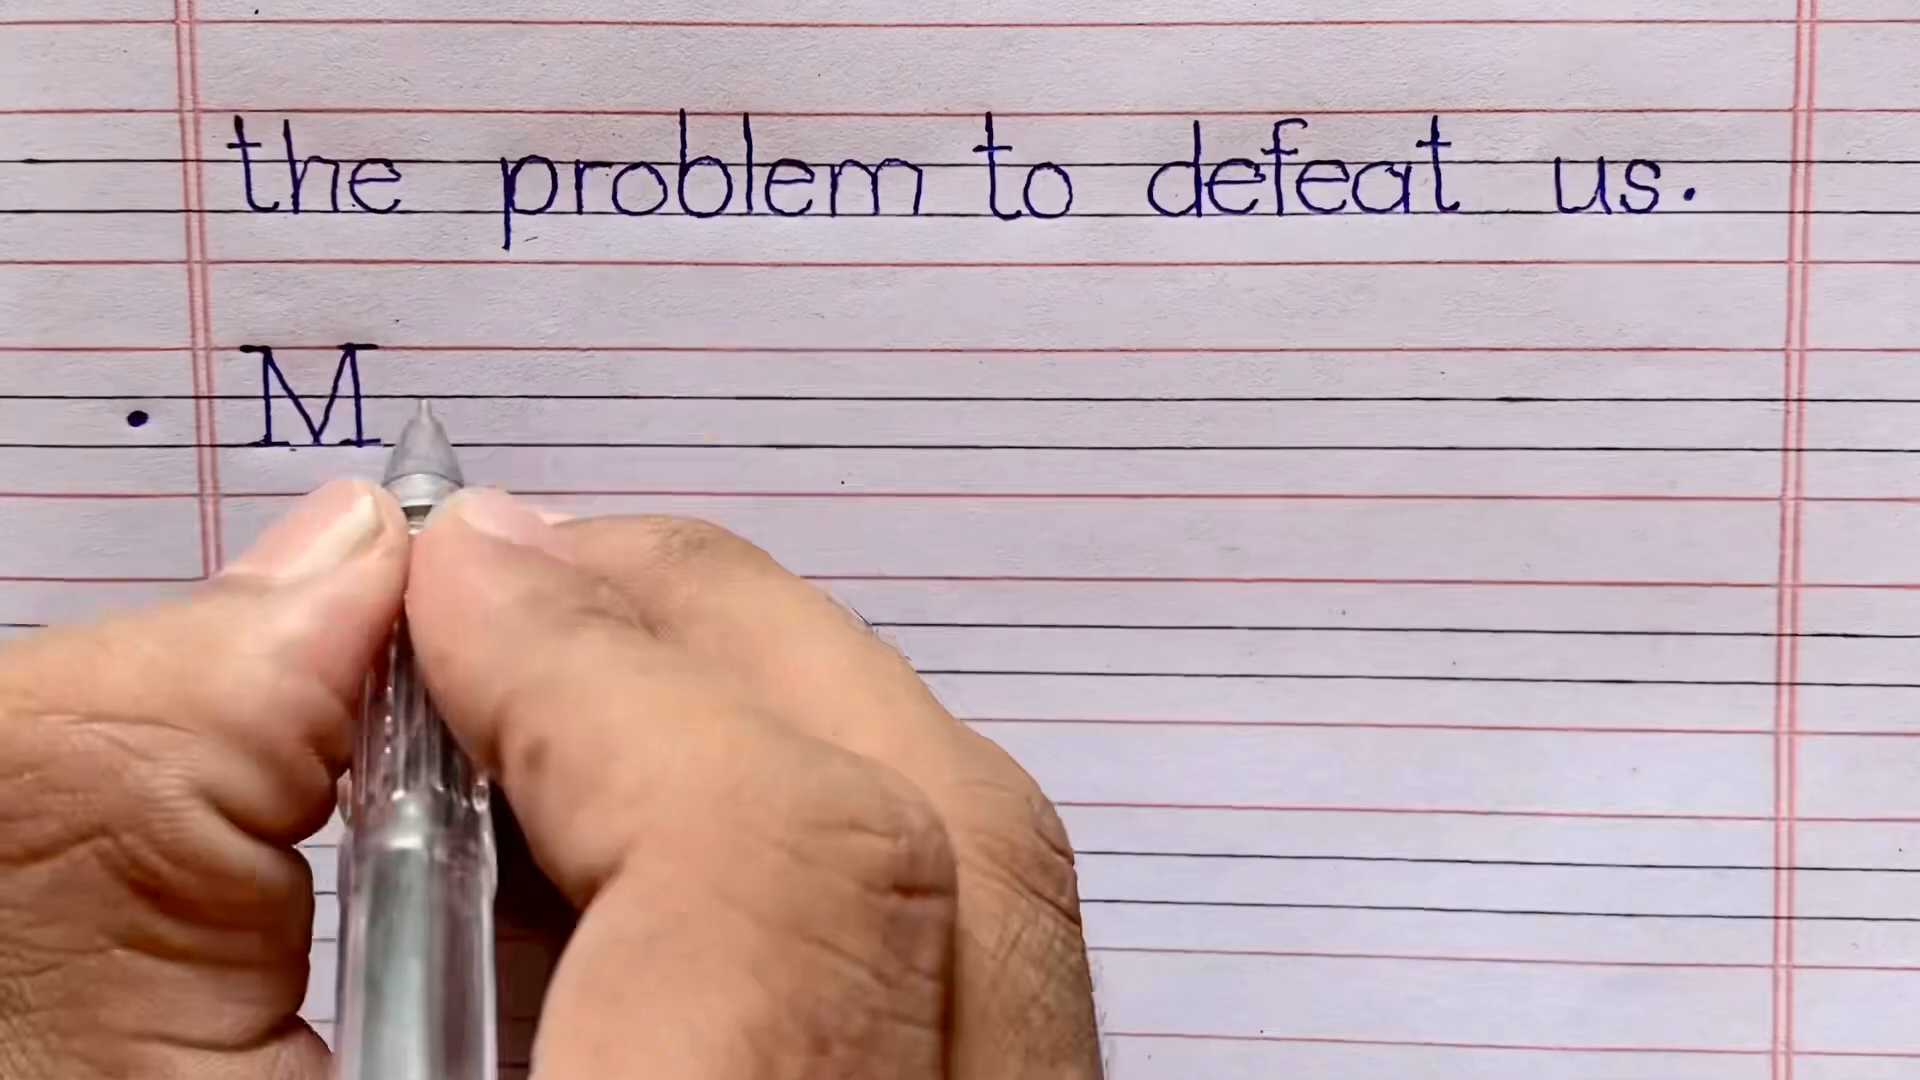 the problem to defeat us.
• M